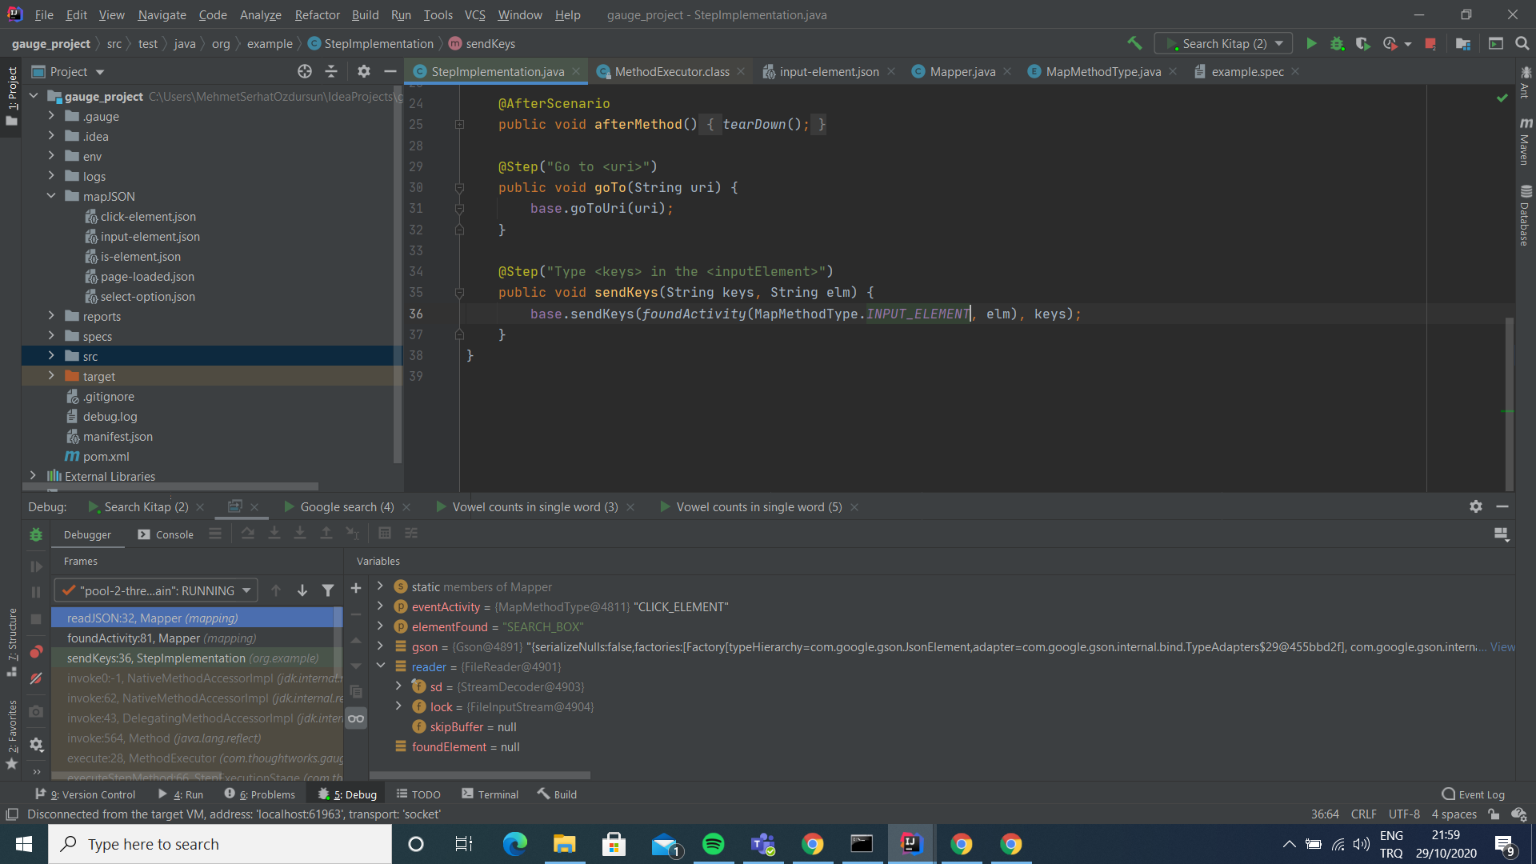 File Edit View Navigate Code Analyze Refactor Build Run Tools VCS Window Help gauge_project - StepImplementation.java
gauge_project src test java org example StepImplementation sendKeys Search Kitap (2)
Project StepImplementation.java MethodExecutor.class input-element.json Mapper.java MapMethodType.java example.spec
1: Project
Ant
Maven
Database
gauge_project C:\Users\MehmetSerhatOzdursun\IdeaProjects\g
.gauge
.idea
env
logs
mapJSON
click-element.json
input-element.json
is-element.json
page-loaded.json
select-option.json
reports
specs
src
target
.gitignore
debug.log
manifest.json
pom.xml
External Libraries
24 @AfterScenario
25 public void afterMethod() { tearDown(); }
28
29 @Step("Go to <uri>")
30 public void goTo(String uri) {
31 base.goToUri(uri);
32 }
33
34 @Step("Type <keys> in the <inputElement>")
35 public void sendKeys(String keys, String elm) {
36 base.sendKeys(foundActivity(MapMethodType.INPUT_ELEMENT, elm), keys);
37 }
38 }
39
Debug: Search Kitap (2) Google search (4) Vowel counts in single word (3) Vowel counts in single word (5)
Debugger Console
Frames Variables
"pool-2-thre...ain": RUNNING
readJSON:32, Mapper (mapping)
foundActivity:81, Mapper (mapping)
sendKeys:36, StepImplementation (org.example)
invoke0:-1, NativeMethodAccessorImpl (jdk.internal.
invoke:62, NativeMethodAccessorImpl (jdk.internal.re
invoke:43, DelegatingMethodAccessorImpl (jdk.inter
invoke:564, Method (java.lang.reflect)
execute:28, MethodExecutor (com.thoughtworks.gaug
executeStepMethod:66, StepExecutionStage (com.th
static members of Mapper
eventActivity = {MapMethodType@4811} "CLICK_ELEMENT"
elementFound = "SEARCH_BOX"
gson = {Gson@4891} "{serializeNulls:false,factories:[Factory[typeHierarchy=com.google.gson.JsonElement,adapter=com.google.gson.internal.bind.TypeAdapters$29@455bbd2f], com.google.gson.interna... View
reader = {FileReader@4901}
sd = {StreamDecoder@4903}
lock = {FileInputStream@4904}
skipBuffer = null
foundElement = null
7: Structure
2: Favorites
9: Version Control 4: Run 6: Problems 5: Debug TODO Terminal Build Event Log
Disconnected from the target VM, address: 'localhost:61963', transport: 'socket' 36:64 CRLF UTF-8 4 spaces
Type here to search 1 ENG 21:59
TRQ 29/10/2020 9